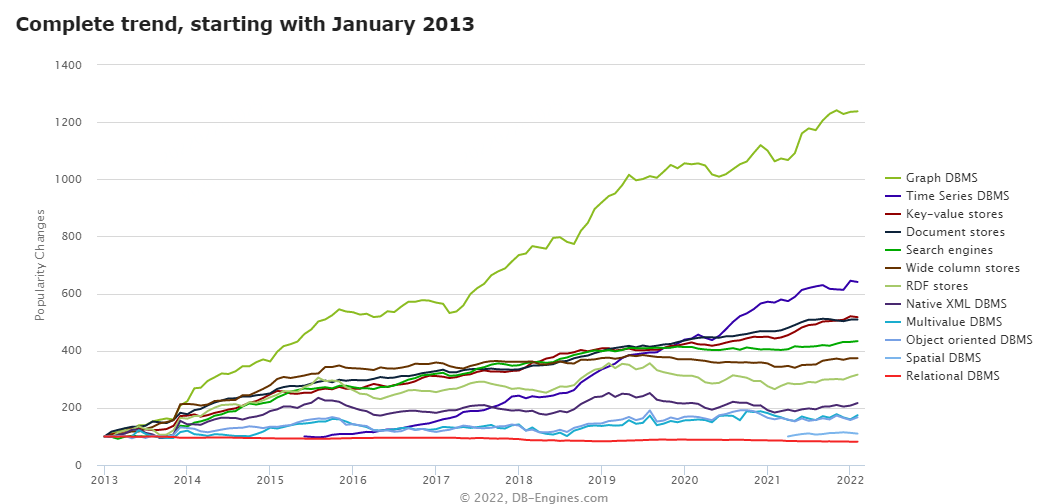 Complete trend, starting with January 2013
1400
1200
1000
800
600
400
200
0
Popularity Changes
2013 2014 2015 2016 2017 2018 2019 2020 2021 2022
Graph DBMS
Time Series DBMS
Key-value stores
Document stores
Search engines
Wide column stores
RDF stores
Native XML DBMS
Multivalue DBMS
Object oriented DBMS
Spatial DBMS
Relational DBMS
© 2022, DB-Engines.com